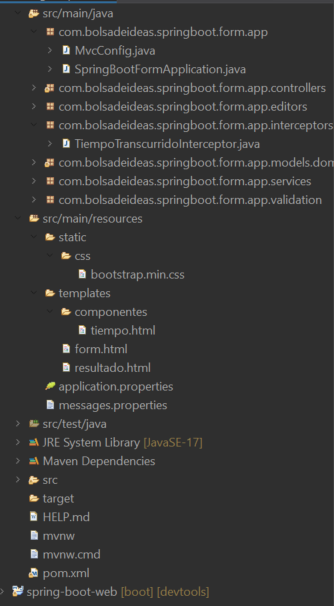 src/main/java
com.bolsadeideas.springboot.form.app
MvcConfig.java
SpringBootFormApplication.java
com.bolsadeideas.springboot.form.app.controllers
com.bolsadeideas.springboot.form.app.editors
com.bolsadeideas.springboot.form.app.interceptors
TiempoTranscurridoInterceptor.java
com.bolsadeideas.springboot.form.app.models.dom
com.bolsadeideas.springboot.form.app.services
com.bolsadeideas.springboot.form.app.validation
src/main/resources
static
css
bootstrap.min.css
templates
componentes
tiempo.html
form.html
resultado.html
application.properties
messages.properties
src/test/java
JRE System Library [JavaSE-17]
Maven Dependencies
src
target
HELP.md
mvnw
mvnw.cmd
pom.xml
spring-boot-web [boot] [devtools]